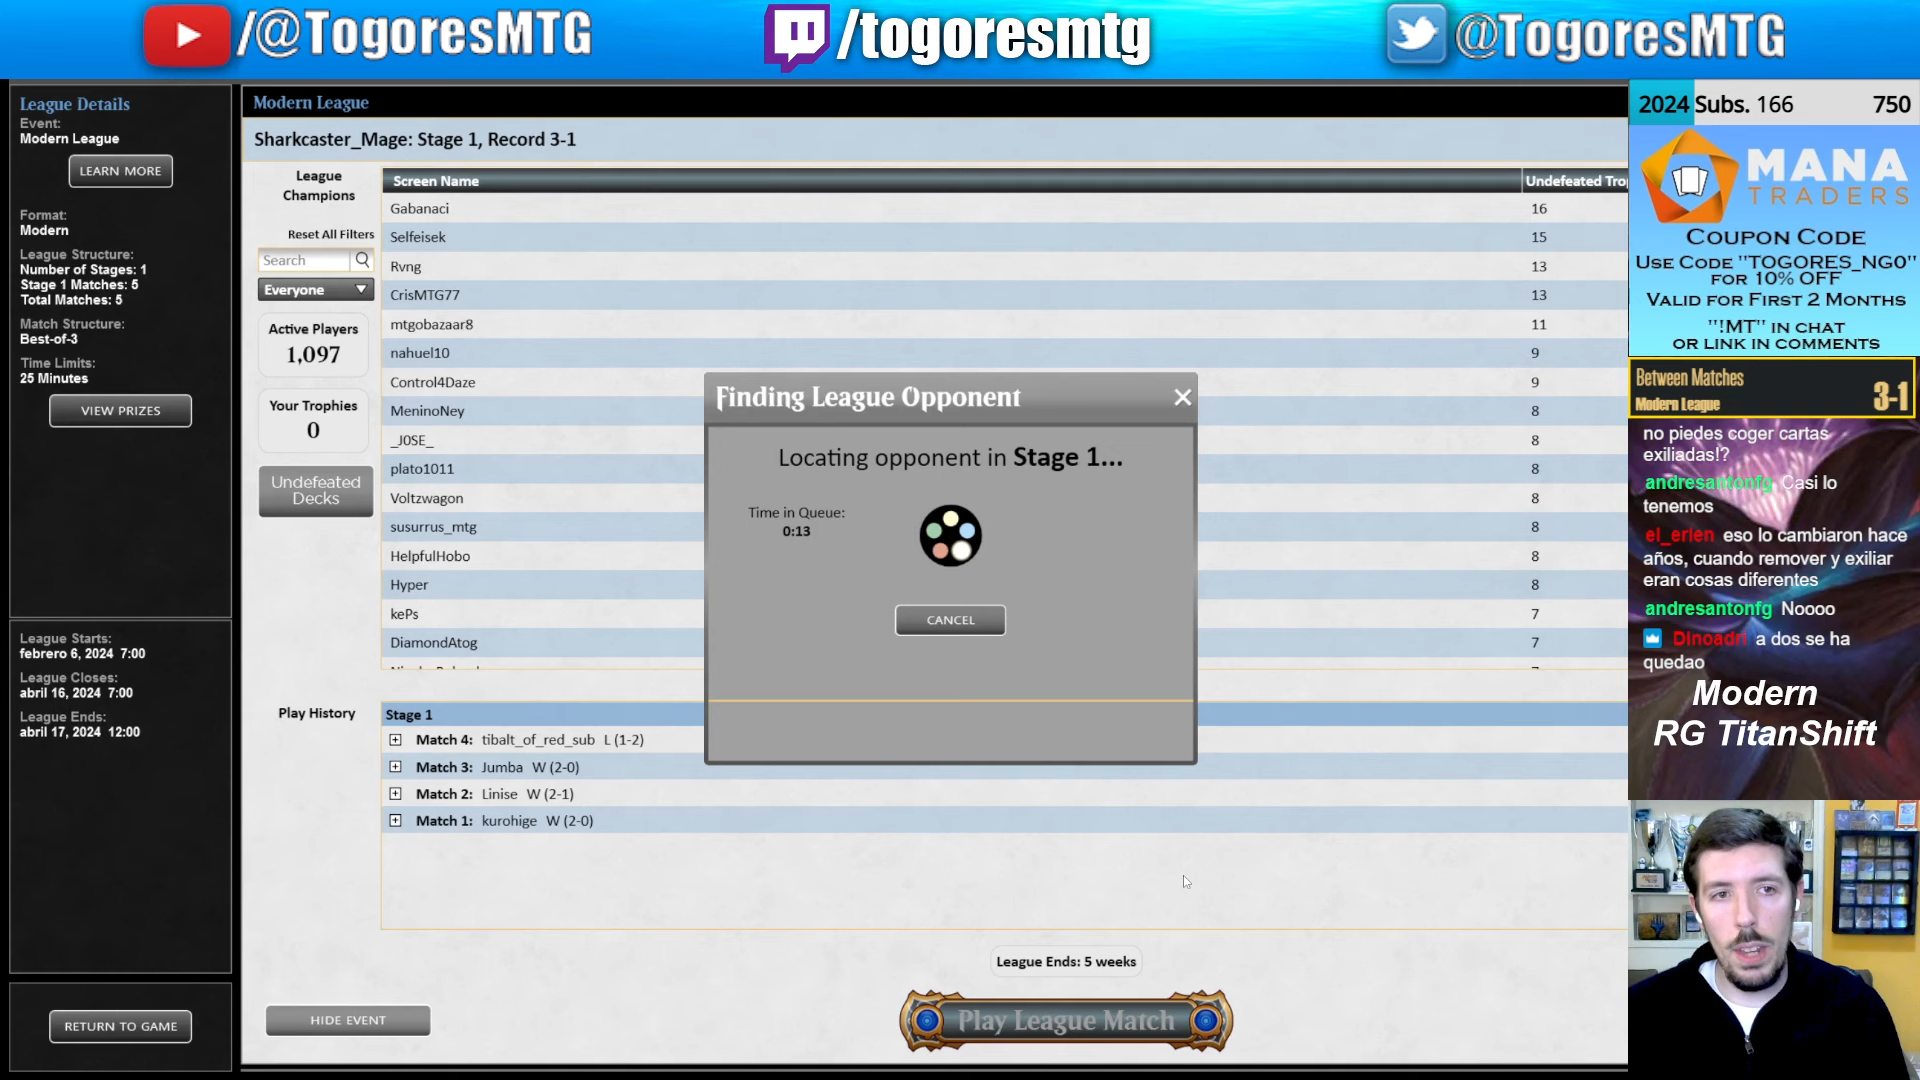 /@TogoresMTG
/togoresmtg
@TogoresMTG
League Details
Event:
Modern League
LEARN MORE
Format:
Modern
League Structure:
Number of Stages: 1
Stage 1 Matches: 5
Total Matches: 5
Match Structure:
Best-of-3
Time Limits:
25 Minutes
VIEW PRIZES
League Starts:
febrero 6, 2024 7:00
League Closes:
abril 16, 2024 7:00
League Ends:
abril 17, 2024 12:00
RETURN TO GAME
Modern League
Sharkcaster_Mage: Stage 1, Record 3-1
League
Champions
Reset All Filters
Search
Everyone
Active Players
1,097
Your Trophies
0
Undefeated
Decks
Screen Name Undefeated Tro
Gabanaci 16
Selfeisek 15
Rvng 13
CrisMTG77 13
mtgobazaar8 11
nahuel10 9
Control4Daze 9
MeninoNey 8
_J0SE_ 8
plato1011 8
Voltzwagon 8
susurrus_mtg 8
HelpfulHobo 8
Hyper 8
kePs 7
DiamondAtog 7
Finding League Opponent
Locating opponent in Stage 1...
Time in Queue:
0:13
CANCEL
Play History
Stage 1
Match 4: tibalt_of_red_sub L (1-2)
Match 3: Jumba W (2-0)
Match 2: Linise W (2-1)
Match 1: kurohige W (2-0)
League Ends: 5 weeks
HIDE EVENT
Play League Match
2024 Subs. 166 750
MANA
TRADERS
COUPON CODE
USE CODE "TOGORES_NG0"
FOR 10% OFF
VALID FOR FIRST 2 MONTHS
"!MT" IN CHAT
OR LINK IN COMMENTS
Between Matches
Modern League
3-1
no piedes coger cartas
exiliadas!?
andresantonfg Casi lo
tenemos
el_erien eso lo cambiaron hace
años, cuando remover y exiliar
eran cosas diferentes
andresantonfg Noooo
Dinoadri a dos se ha
quedao
Modern
RG TitanShift